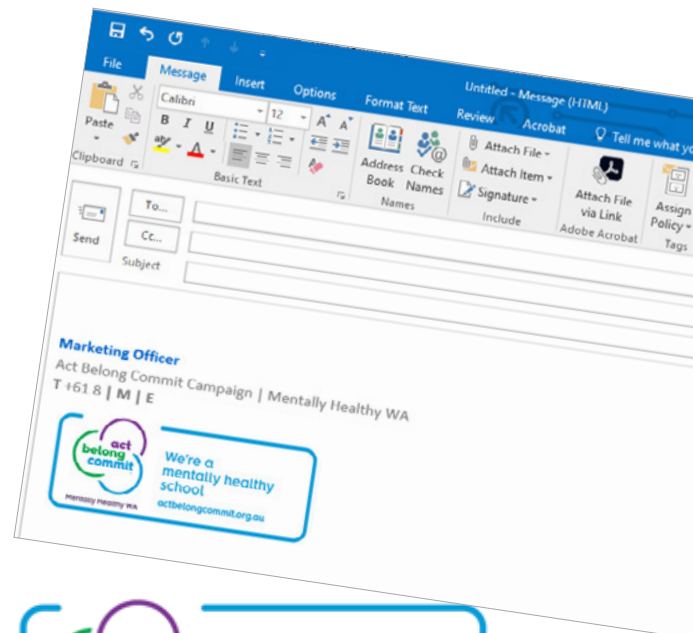 Untitled - Message (HTML)
File Message Insert Options Format Text Review Acrobat Tell me what yo
Paste
Calibri 12 A A
B I U
aby A
Attach File
Attach Item
Signature
Address Book
Check Names
Attach File via Link
Assign Policy
Clipboard Basic Text Names Include Adobe Acrobat Tags
Send
To...
Cc...
Subject
Marketing Officer
Act Belong Commit Campaign | Mentally Healthy WA
T +61 8 | M | E
act
belong
commit
Mentally Healthy WA
We're a
mentally healthy
school
actbelongcommit.org.au